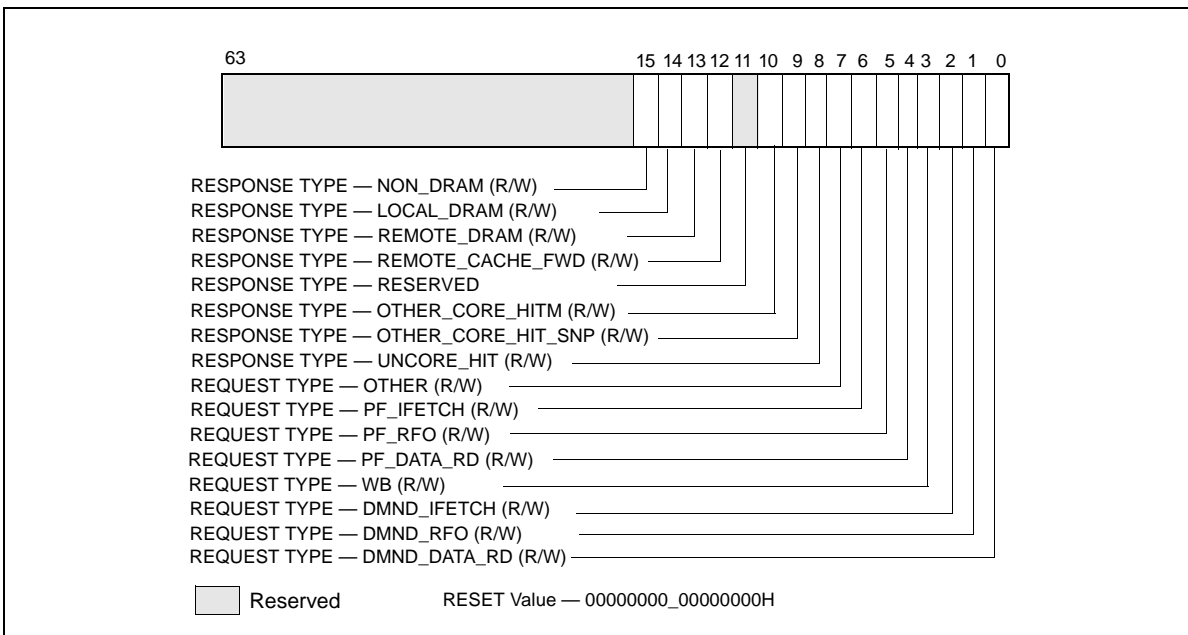 63 15 14 13 12 11 10 9 8 7 6 5 4 3 2 1 0
RESPONSE TYPE — NON_DRAM (R/W)
RESPONSE TYPE — LOCAL_DRAM (R/W)
RESPONSE TYPE — REMOTE_DRAM (R/W)
RESPONSE TYPE — REMOTE_CACHE_FWD (R/W)
RESPONSE TYPE — RESERVED
RESPONSE TYPE — OTHER_CORE_HITM (R/W)
RESPONSE TYPE — OTHER_CORE_HIT_SNP (R/W)
RESPONSE TYPE — UNCORE_HIT (R/W)
REQUEST TYPE — OTHER (R/W)
REQUEST TYPE — PF_IFETCH (R/W)
REQUEST TYPE — PF_RFO (R/W)
REQUEST TYPE — PF_DATA_RD (R/W)
REQUEST TYPE — WB (R/W)
REQUEST TYPE — DMND_IFETCH (R/W)
REQUEST TYPE — DMND_RFO (R/W)
REQUEST TYPE — DMND_DATA_RD (R/W)
Reserved RESET Value — 00000000_00000000H